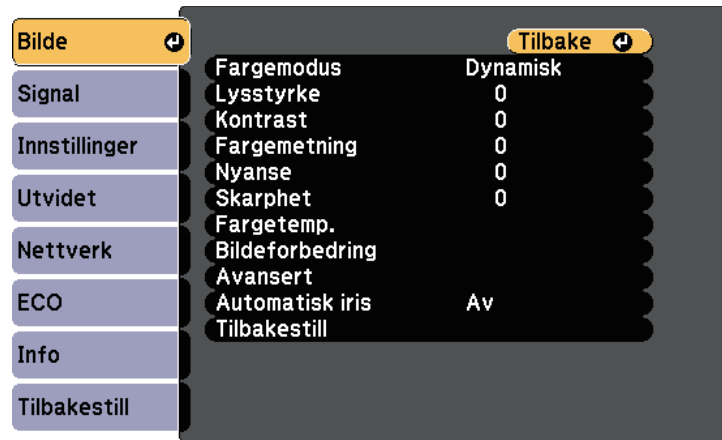 Bilde
Signal
Innstillinger
Utvidet
Nettverk
ECO
Info
Tilbakestill
Tilbake
Fargemodus Dynamisk
Lysstyrke 0
Kontrast 0
Fargemetning 0
Nyanse 0
Skarphet 0
Fargetemp.
Bildeforbedring
Avansert
Automatisk iris Av
Tilbakestill